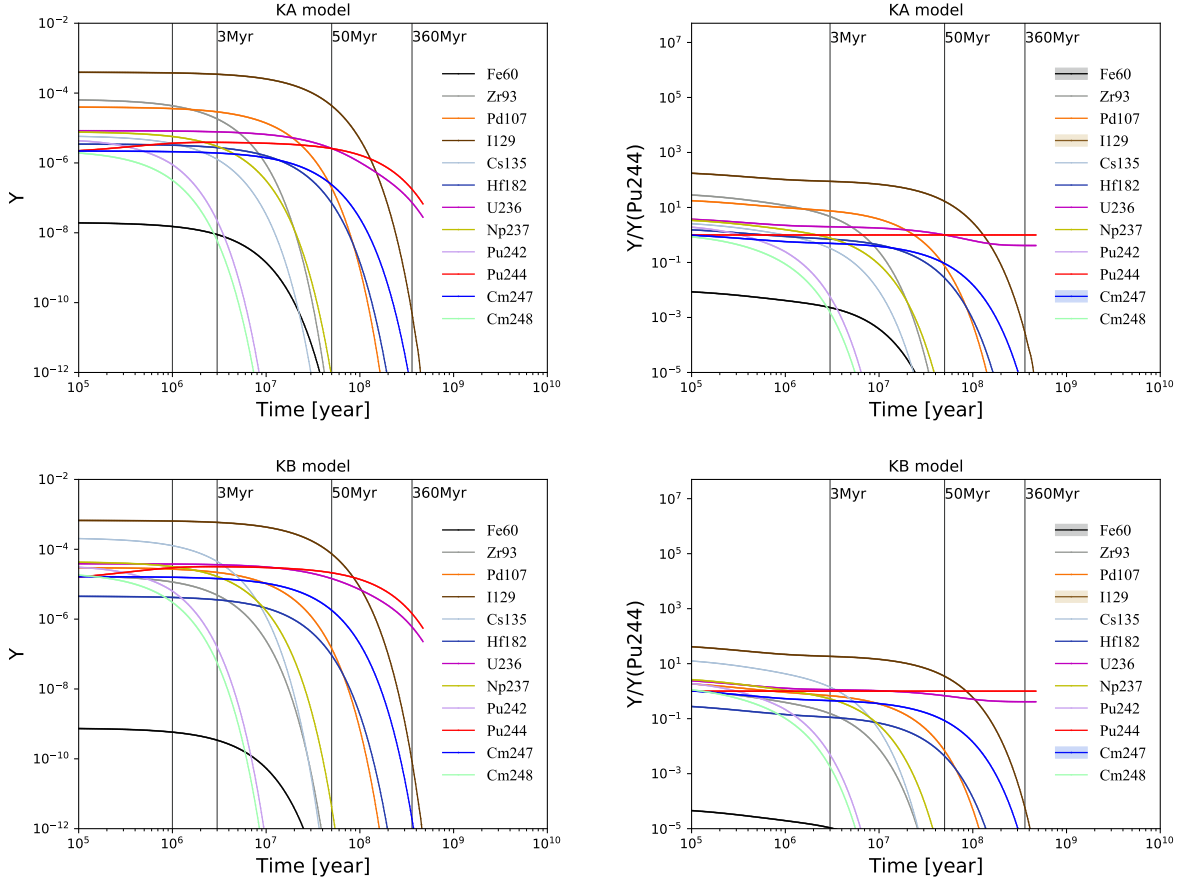 KA model
10^-2
10^-4
10^-6
10^-8
10^-10
10^-12
Y
3Myr
50Myr
360Myr
Fe60
Zr93
Pd107
I129
Cs135
Hf182
U236
Np237
Pu242
Pu244
Cm247
Cm248
10^5
10^6
10^7
10^8
10^9
10^10
Time [year]
KA model
10^7
10^5
10^3
10^1
10^-1
10^-3
10^-5
Y/Y(Pu244)
3Myr
50Myr
360Myr
Fe60
Zr93
Pd107
I129
Cs135
Hf182
U236
Np237
Pu242
Pu244
Cm247
Cm248
10^5
10^6
10^7
10^8
10^9
10^10
Time [year]
KB model
10^-2
10^-4
10^-6
10^-8
10^-10
10^-12
Y
3Myr
50Myr
360Myr
Fe60
Zr93
Pd107
I129
Cs135
Hf182
U236
Np237
Pu242
Pu244
Cm247
Cm248
10^5
10^6
10^7
10^8
10^9
10^10
Time [year]
KB model
10^7
10^5
10^3
10^1
10^-1
10^-3
10^-5
Y/Y(Pu244)
3Myr
50Myr
360Myr
Fe60
Zr93
Pd107
I129
Cs135
Hf182
U236
Np237
Pu242
Pu244
Cm247
Cm248
10^5
10^6
10^7
10^8
10^9
10^10
Time [year]